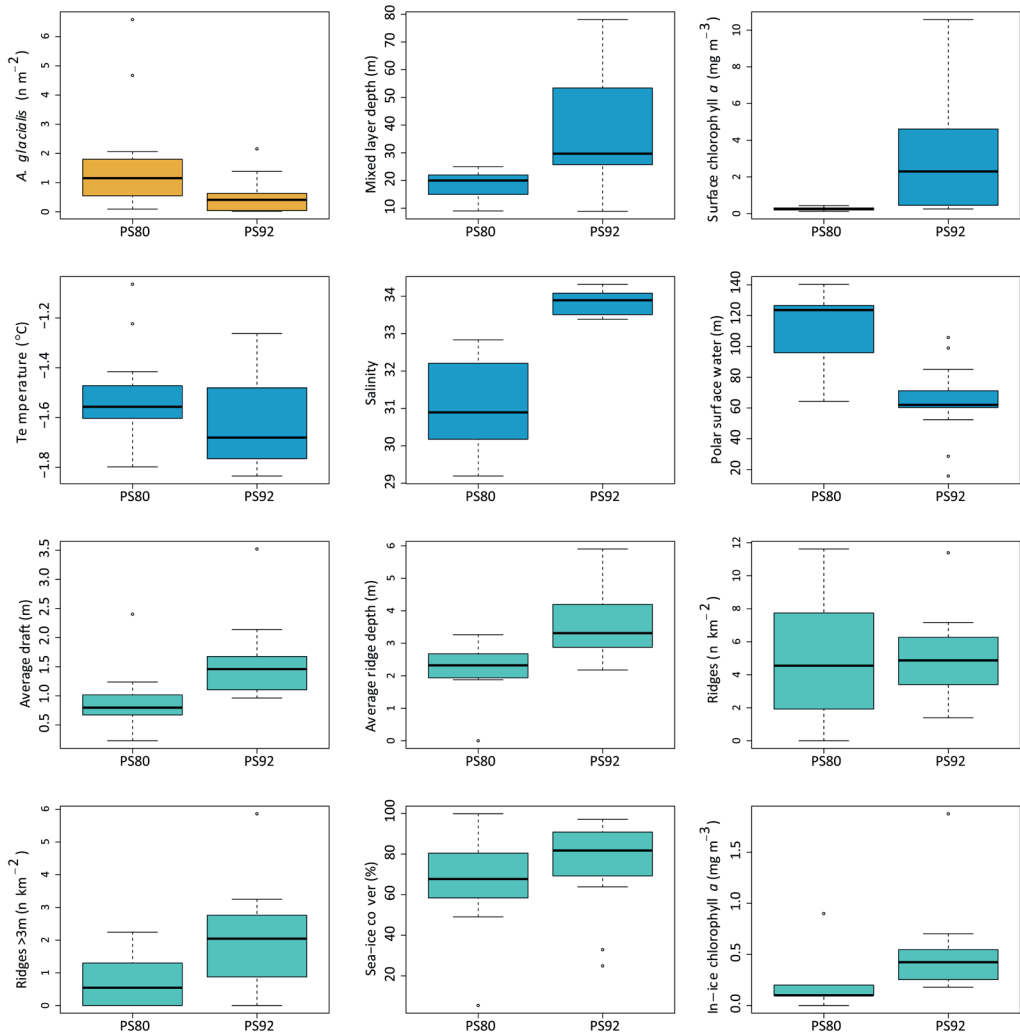 A. glacialis (n m−2)
0
1
2
3
4
5
6
PS80
PS92
Mixed layer depth (m)
10
20
30
40
50
60
70
80
PS80
PS92
Surface chlorophyll a (mg m−3)
0
2
4
6
8
10
PS80
PS92
Temperature (°C)
−1.8
−1.6
−1.4
−1.2
PS80
PS92
Salinity
29
30
31
32
33
34
PS80
PS92
Polar surface water (m)
20
40
60
80
100
120
140
PS80
PS92
Average draft (m)
0.5
1.0
1.5
2.0
2.5
3.0
3.5
PS80
PS92
Average ridge depth (m)
0
1
2
3
4
5
6
PS80
PS92
Ridges (n km−2)
0
2
4
6
8
10
12
PS80
PS92
Ridges >3m (n km−2)
0
1
2
3
4
5
6
PS80
PS92
Sea−ice cover (%)
20
40
60
80
100
PS80
PS92
In−ice chlorophyll a (mg m−3)
0.0
0.5
1.0
1.5
PS80
PS92